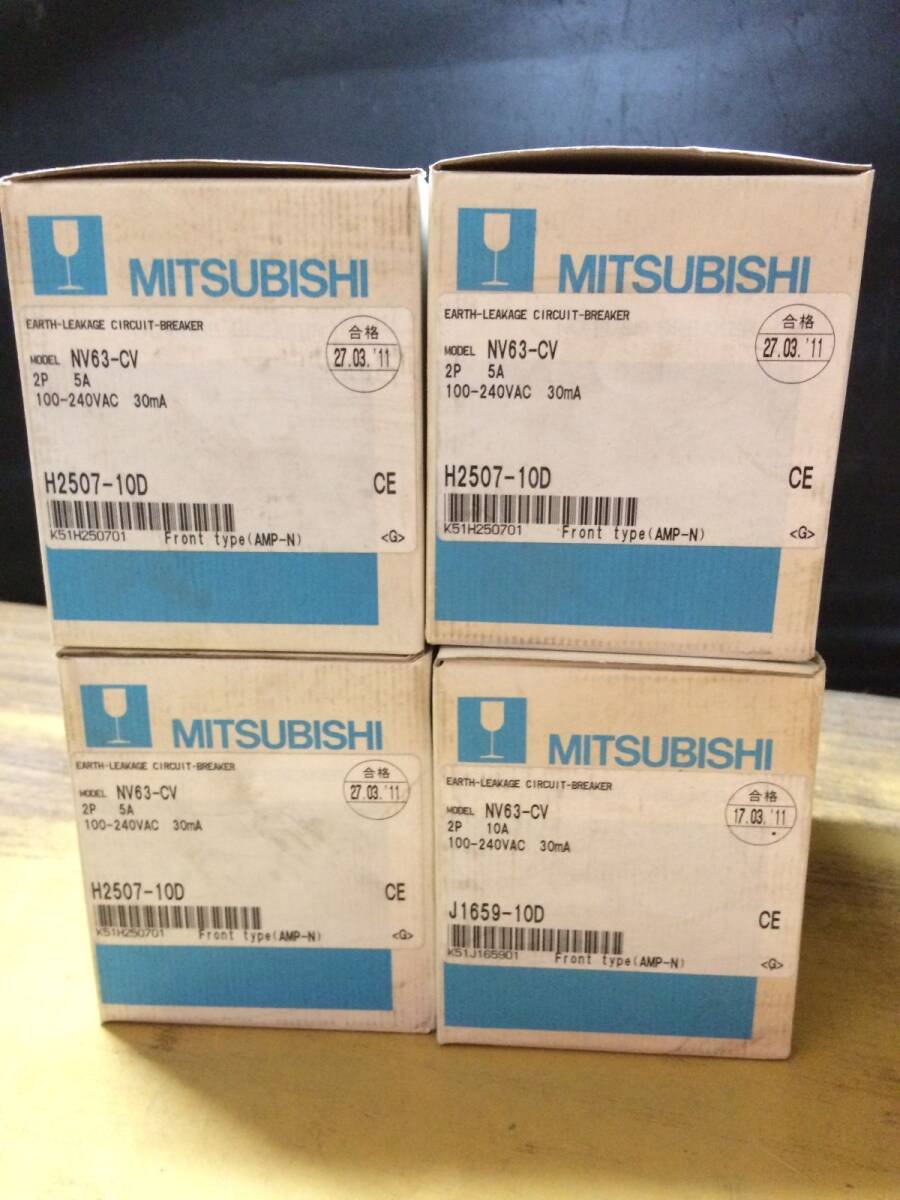 MITSUBISHI
EARTH-LEAKAGE CIRCUIT-BREAKER
合格
27.03.'11
MODEL NV63-CV
2P 5A
100-240VAC 30mA
H2507-10D CE
K51H250701 Front type(AMP-N) <G>
MITSUBISHI
EARTH-LEAKAGE CIRCUIT-BREAKER
合格
27.03.'11
MODEL NV63-CV
2P 5A
100-240VAC 30mA
H2507-10D CE
K51H250701 Front type(AMP-N) <G>
MITSUBISHI
EARTH-LEAKAGE CIRCUIT-BREAKER
合格
27.03.'11
MODEL NV63-CV
2P 5A
100-240VAC 30mA
H2507-10D CE
K51H250701 Front type(AMP-N) <G>
MITSUBISHI
EARTH-LEAKAGE CIRCUIT-BREAKER
合格
17.03.'11
MODEL NV63-CV
2P 10A
100-240VAC 30mA
J1659-10D CE
K51J165901 Front type(AMP-N) <G>